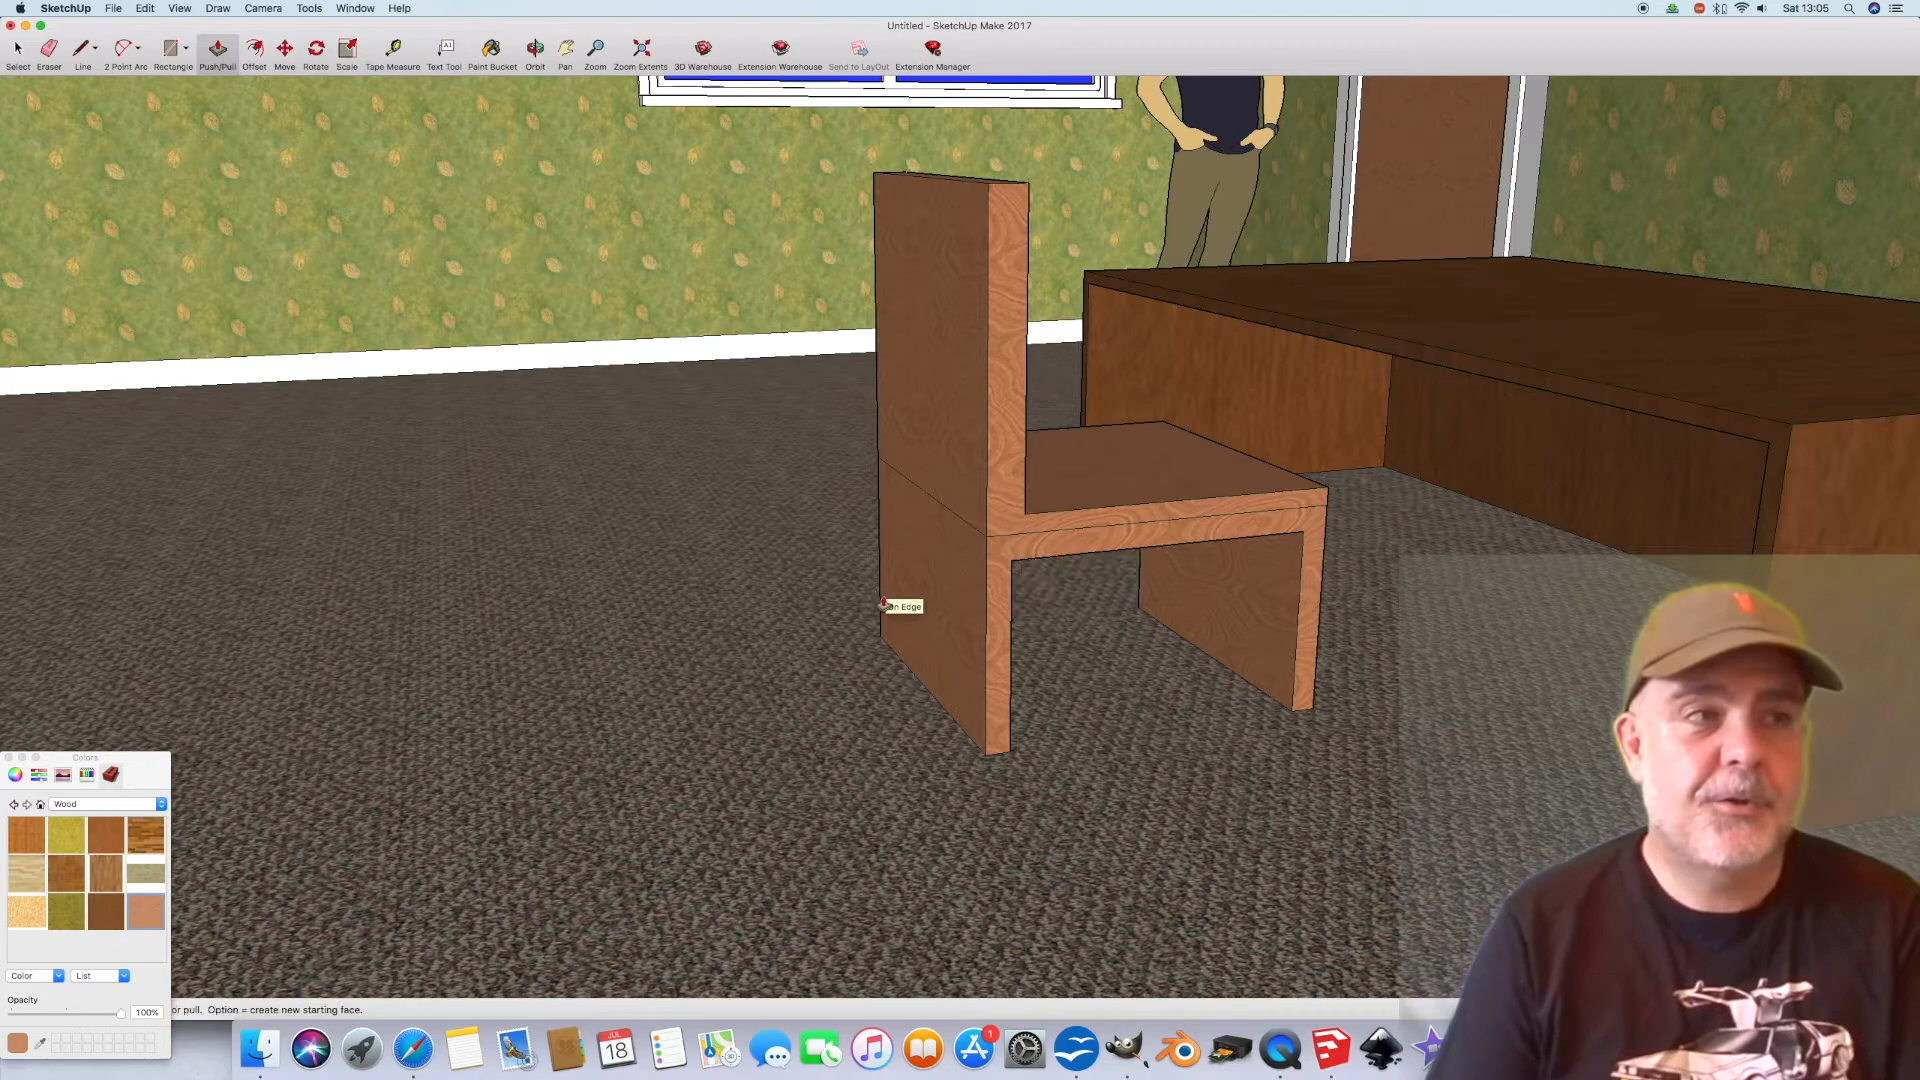 SketchUp File Edit View Draw Camera Tools Window Help
Sat 13:05
Untitled - SketchUp Make 2017
Select Eraser Line 2 Point Arc Rectangle Push/Pull Offset Move Rotate Scale Tape Measure Text Tool Paint Bucket Orbit Pan Zoom Zoom Extents 3D Warehouse Extension Warehouse Send to LayOut Extension Manager
n Edge
Colors
Wood
Color List
Opacity
100%
or pull. Option = create new starting face.
JUL
18
1